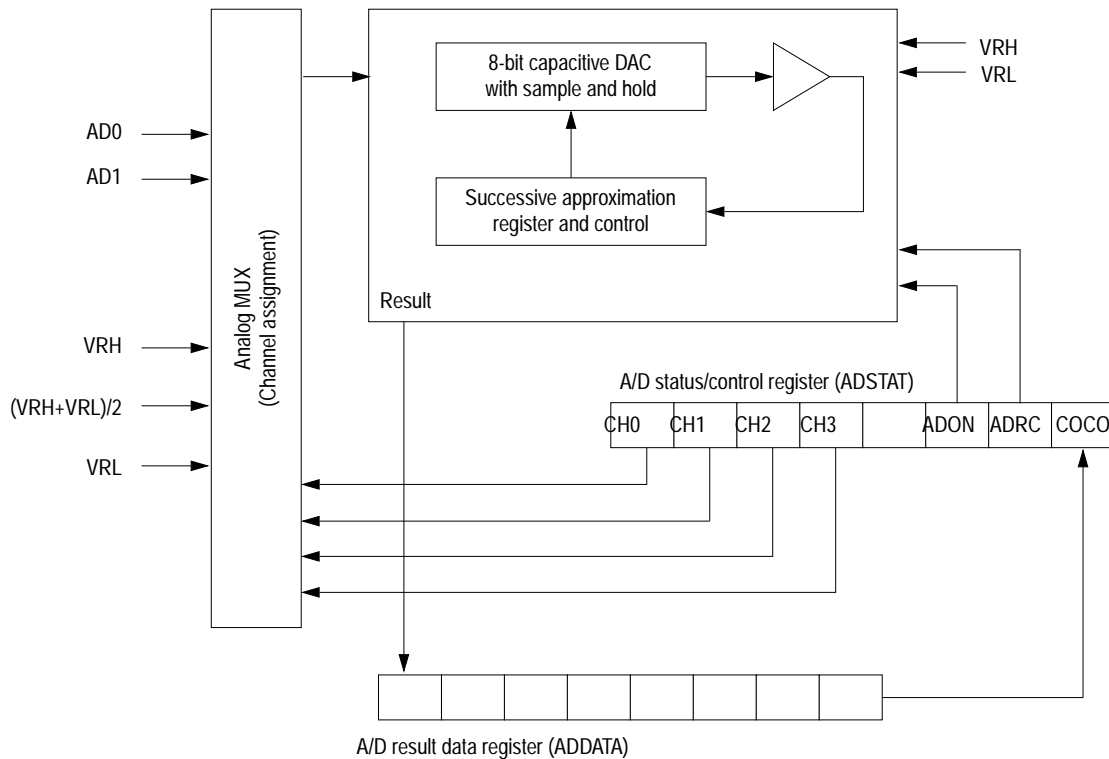 8-bit capacitive DAC
with sample and hold
VRH
VRL
AD0
AD1
Successive approximation
register and control
Analog MUX
(Channel assignment)
Result
VRH
(VRH+VRL)/2
VRL
A/D status/control register (ADSTAT)
CH0 CH1 CH2 CH3 ADON ADRC COCO
A/D result data register (ADDATA)